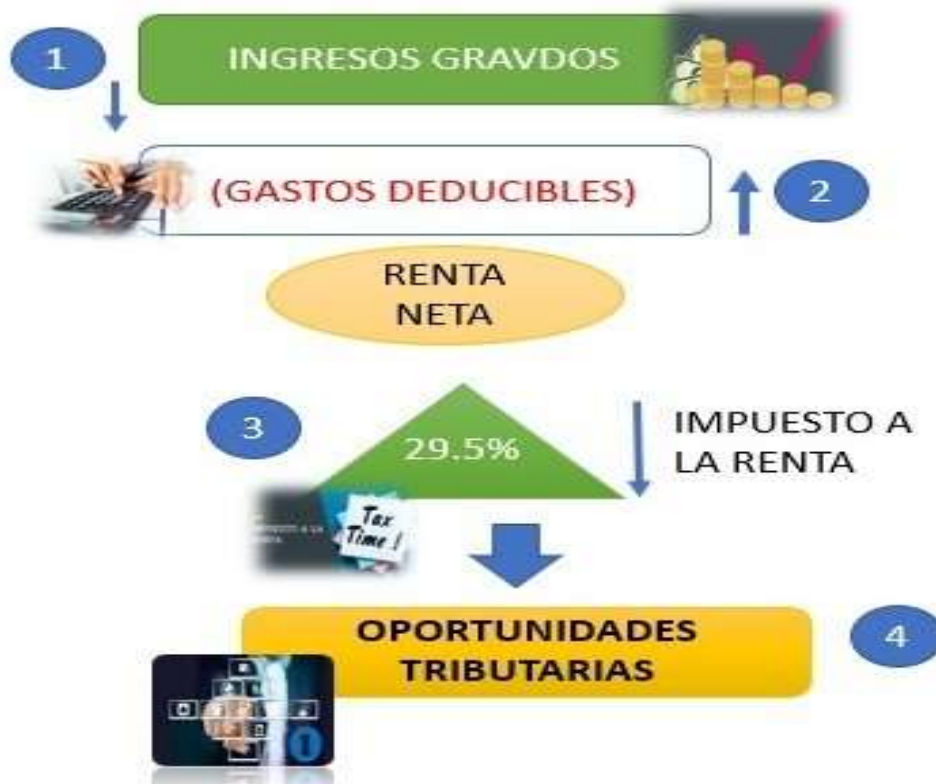 1
INGRESOS GRAVDOS
(GASTOS DEDUCIBLES)
2
RENTA
NETA
3
29.5%
IMPUESTO A
LA RENTA
Tax
Time !
OPORTUNIDADES
TRIBUTARIAS
4